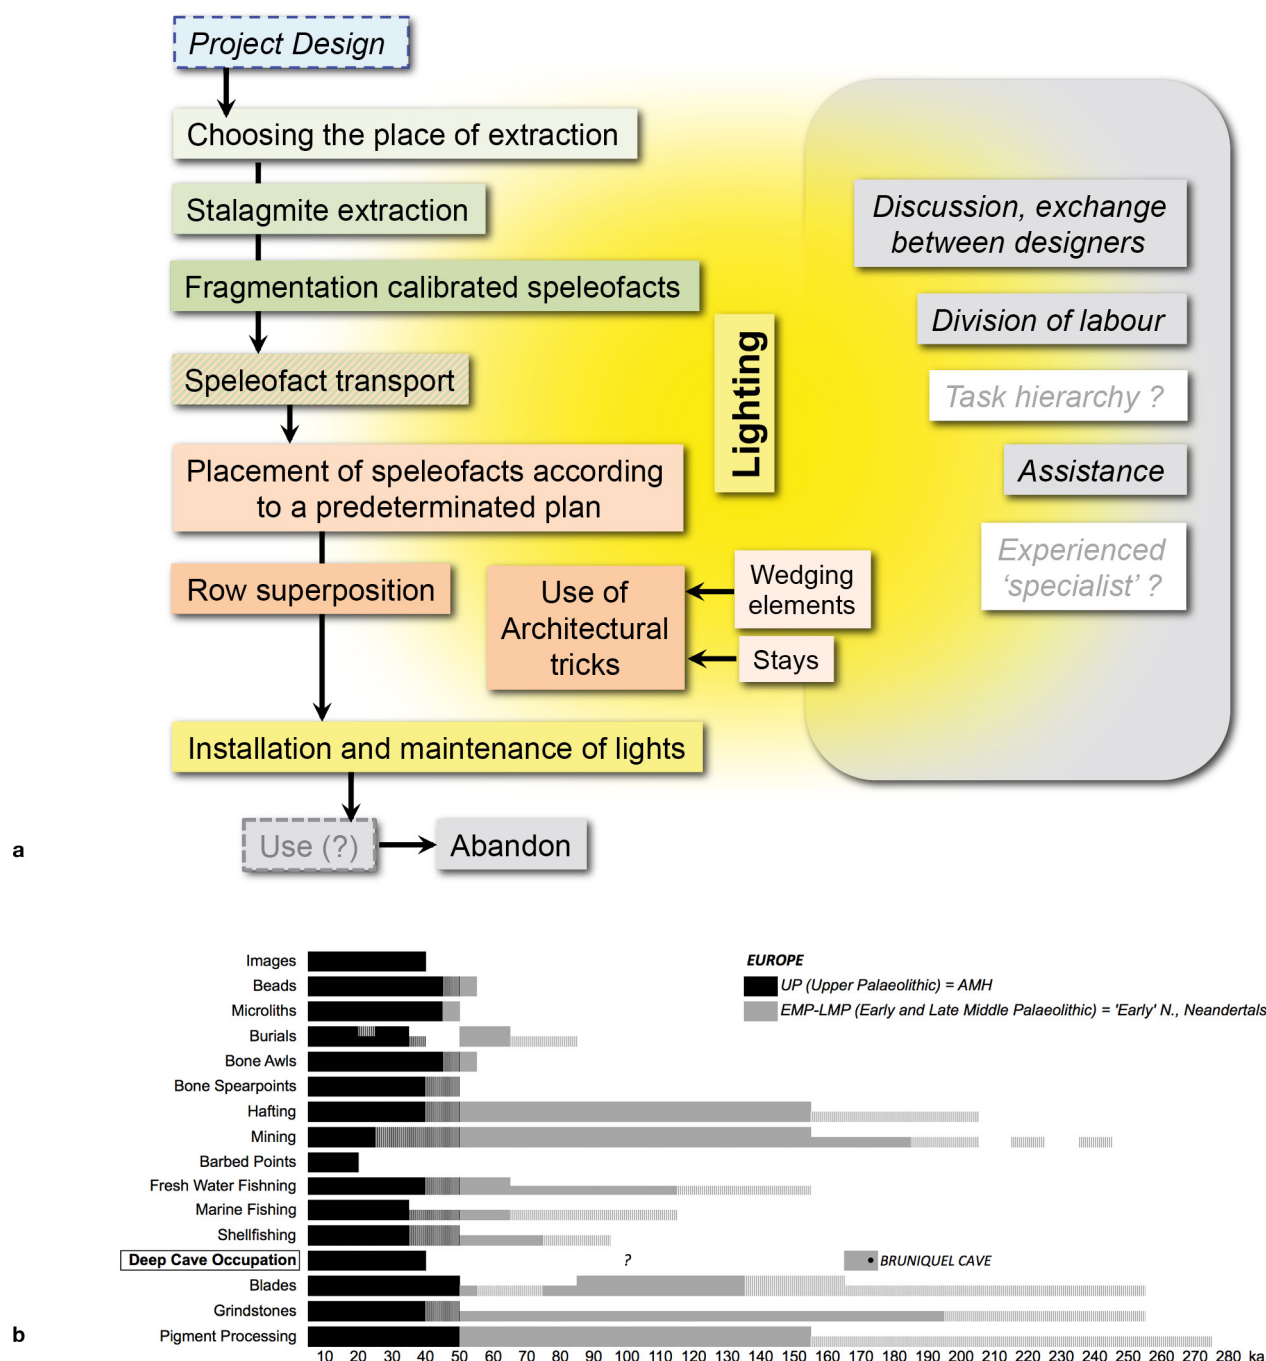 Project Design
Choosing the place of extraction
Stalagmite extraction
Fragmentation calibrated speleofacts
Speleofact transport
Placement of speleofacts according
to a predeterminated plan
Row superposition
Use of
Architectural
tricks
Wedging
elements
Stays
Installation and maintenance of lights
Use (?)
Abandon
Lighting
Discussion, exchange
between designers
Division of labour
Task hierarchy ?
Assistance
Experienced
‘specialist’ ?
a
Images
Beads
Microliths
Burials
Bone Awls
Bone Spearpoints
Hafting
Mining
Barbed Points
Fresh Water Fishning
Marine Fishing
Shellfishing
Deep Cave Occupation
Blades
Grindstones
Pigment Processing
EUROPE
UP (Upper Palaeolithic) = AMH
EMP-LMP (Early and Late Middle Palaeolithic) = 'Early' N., Neandertals
?
BRUNIQUEL CAVE
b
10 20 30 40 50 60 70 80 90 100 110 120 130 140 150 160 170 180 190 200 210 220 230 240 250 260 270 280 ka